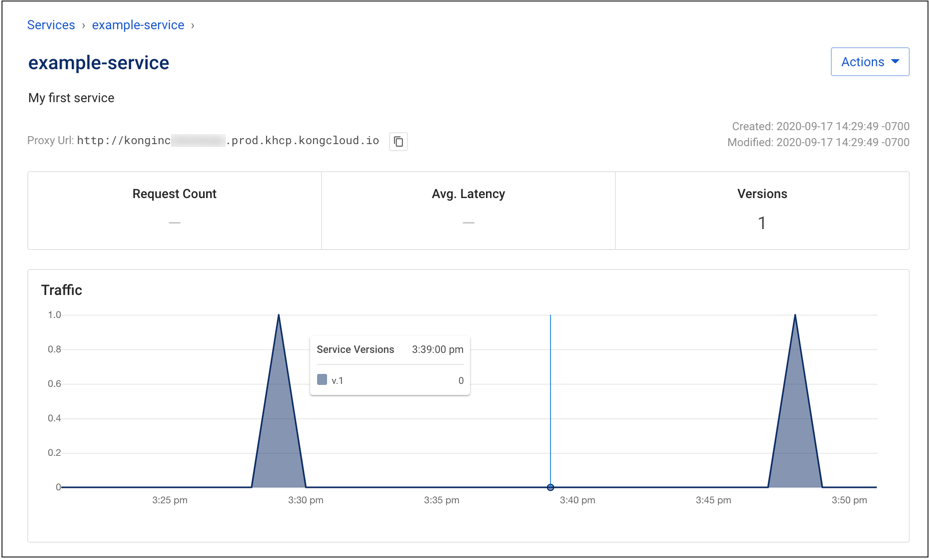 Services › example-service ›
example-service
Actions
My first service
Proxy Url: http://konginc .prod.khcp.kongcloud.io
Created: 2020-09-17 14:29:49 -0700
Modified: 2020-09-17 14:29:49 -0700
Request Count Avg. Latency Versions
— — 1
Traffic
1.0
0.8
0.6
0.4
0.2
0
Service Versions 3:39:00 pm
v.1 0
3:25 pm 3:30 pm 3:35 pm 3:40 pm 3:45 pm 3:50 pm